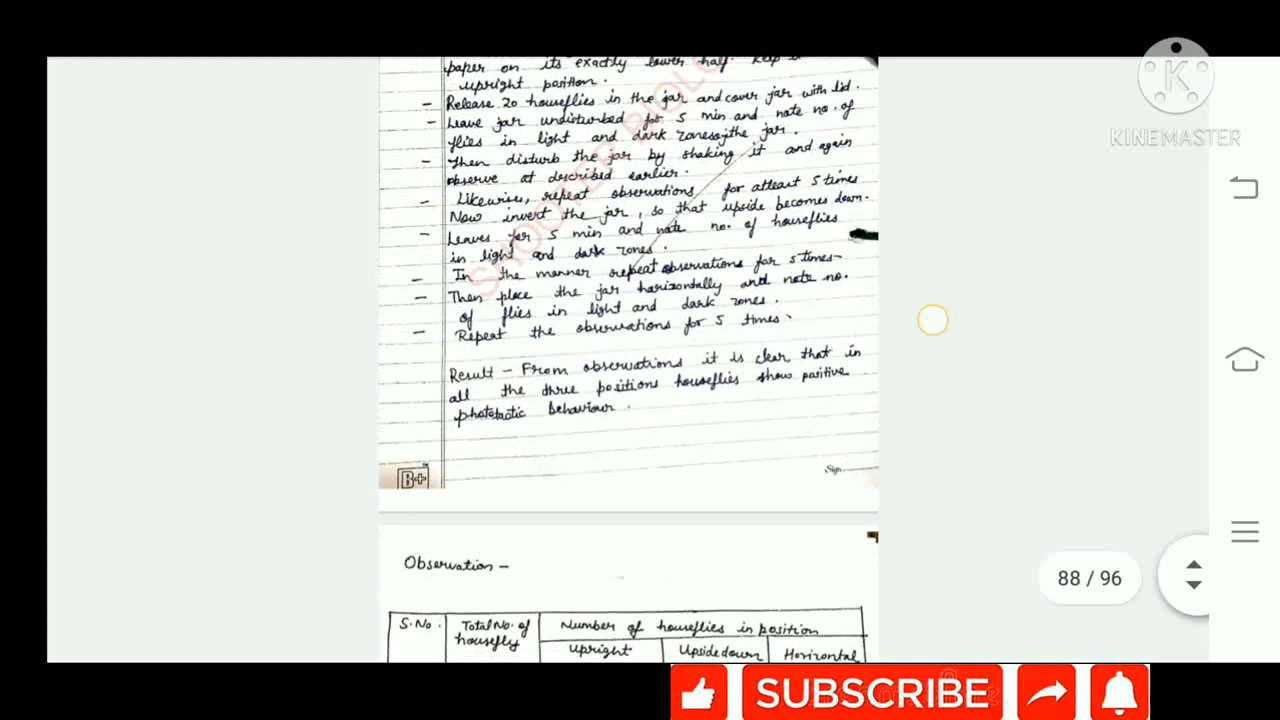 paper on its exactly lower half. Keep
upright position.
- Release 20 houseflies in the jar and cover jar with lid.
- Leave jar undisturbed for 5 min and note no. of
flies in light and dark zones of the jar.
- Then disturb the jar by shaking it and again
observe at described earlier.
- Likewise, repeat observations for atleast 5 times
Now invert the jar, so that upside becomes down.
- Leaves for 5 min and note no. of houseflies
in light and dark zones.
- In the manner repeat observations for 5 times-
- Then place the jar horizontally and note no.
of flies in light and dark zones.
- Repeat the observations for 5 times
Result - From observations it is clear that in
all the three positions houseflies show positive
phototactic behaviour.
B+
Sign
Observation -
S.No. Total No. of housefly Number of houseflies in position
Upright Upside down Horizontal
SHOOTER BIOLO
K
KINEMASTER
88 / 96
SUBSCRIBE